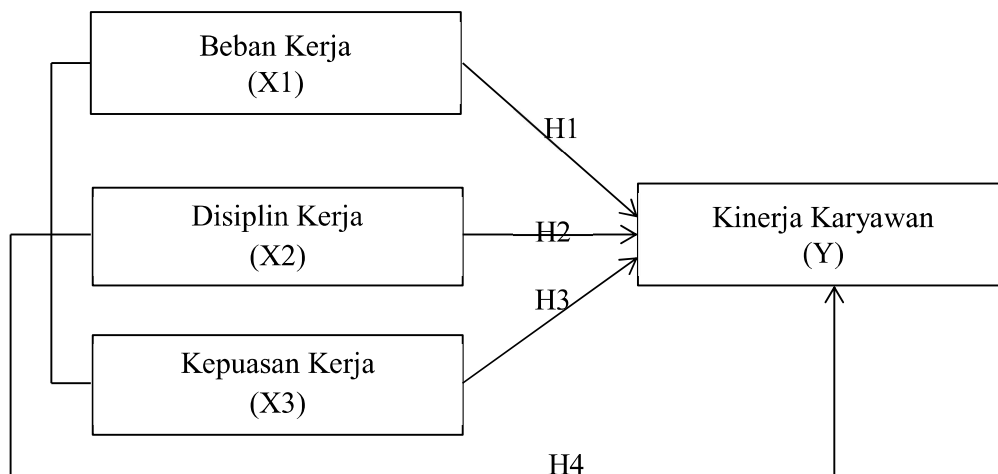 Beban Kerja
(X1)
H1
Disiplin Kerja
(X2)
H2
Kinerja Karyawan
(Y)
H3
Kepuasan Kerja
(X3)
H4